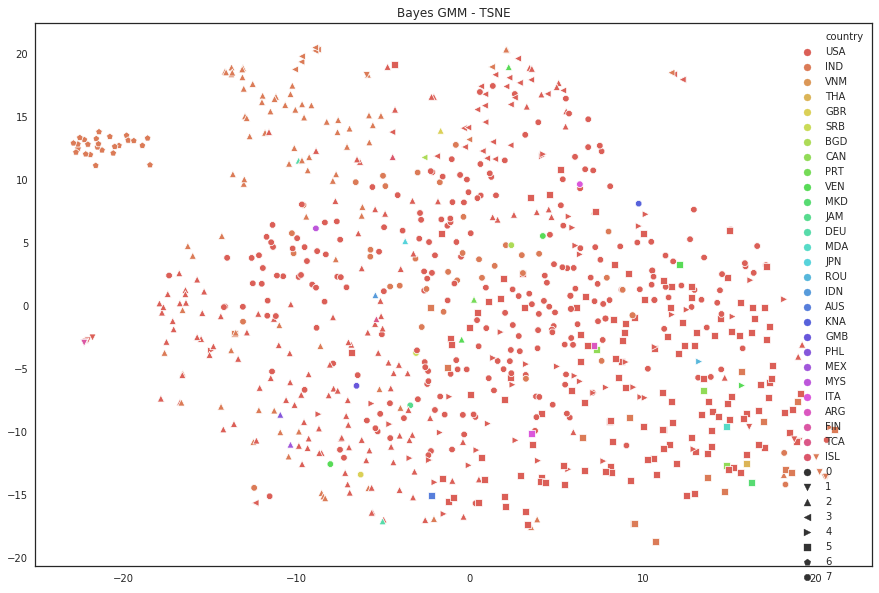 Bayes GMM - TSNE
country
USA
IND
VNM
THA
GBR
SRB
BGD
CAN
PRT
VEN
MKD
JAM
DEU
MDA
JPN
ROU
IDN
AUS
KNA
GMB
PHL
MEX
MYS
ITA
ARG
FIN
TCA
ISL
0
1
2
3
4
5
6
7
20
15
10
5
0
−5
−10
−15
−20
−20
−10
0
10
20